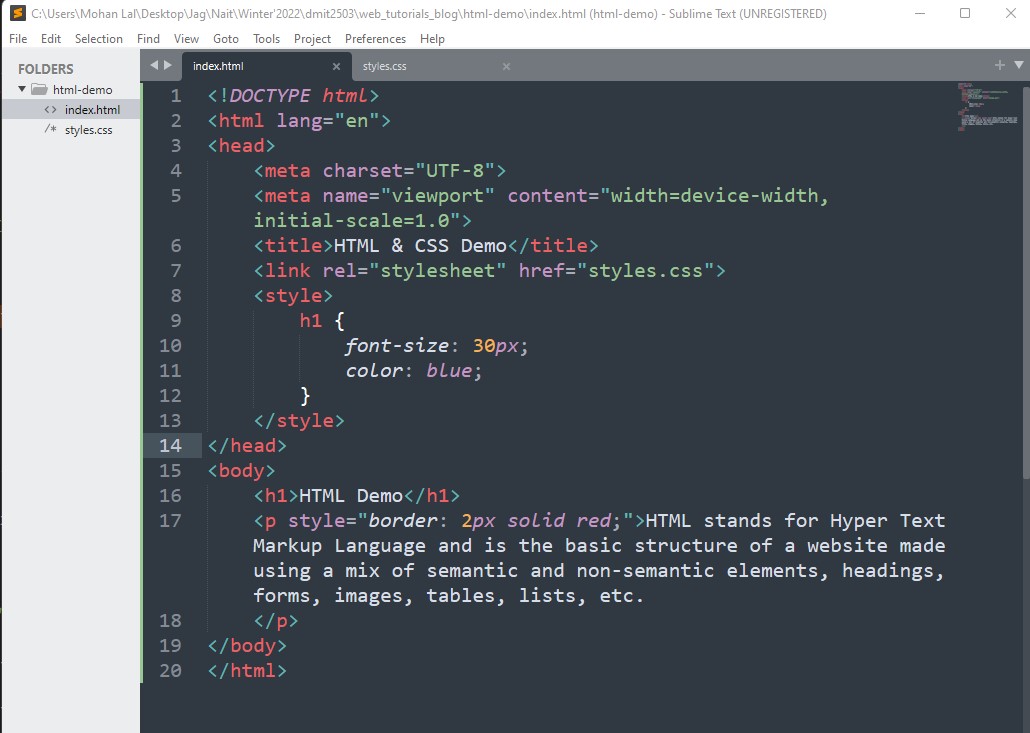 C:\Users\Mohan Lal\Desktop\Jag\Nait\Winter'2022\dmit2503\web_tutorials_blog\html-demo\index.html (html-demo) - Sublime Text (UNREGISTERED)
File Edit Selection Find View Goto Tools Project Preferences Help
FOLDERS
html-demo
<> index.html
/* styles.css
index.html × styles.css ×
1 <!DOCTYPE html>
2 <html lang="en">
3 <head>
4 <meta charset="UTF-8">
5 <meta name="viewport" content="width=device-width,
initial-scale=1.0">
6 <title>HTML & CSS Demo</title>
7 <link rel="stylesheet" href="styles.css">
8 <style>
9 h1 {
10 font-size: 30px;
11 color: blue;
12 }
13 </style>
14 </head>
15 <body>
16 <h1>HTML Demo</h1>
17 <p style="border: 2px solid red;">HTML stands for Hyper Text
Markup Language and is the basic structure of a website made
using a mix of semantic and non-semantic elements, headings,
forms, images, tables, lists, etc.
18 </p>
19 </body>
20 </html>